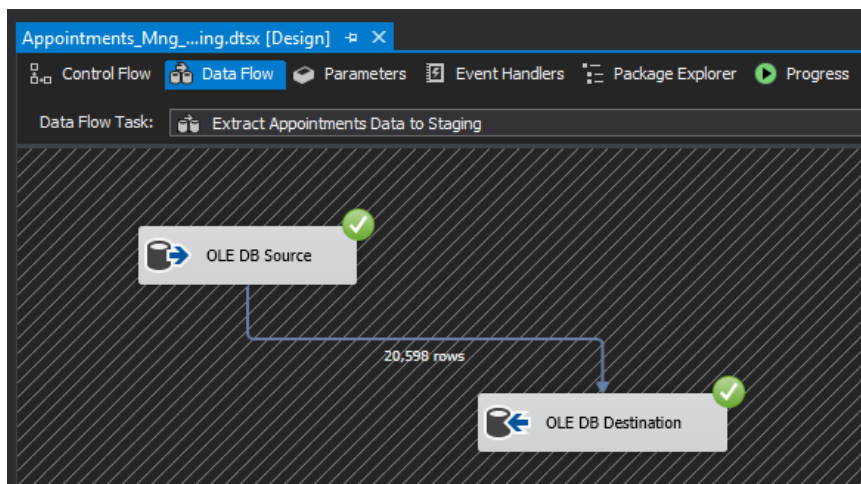 Appointments_Mng_...ing.dtsx [Design]
Control Flow Data Flow Parameters Event Handlers Package Explorer Progress
Data Flow Task: Extract Appointments Data to Staging
OLE DB Source
20,598 rows
OLE DB Destination